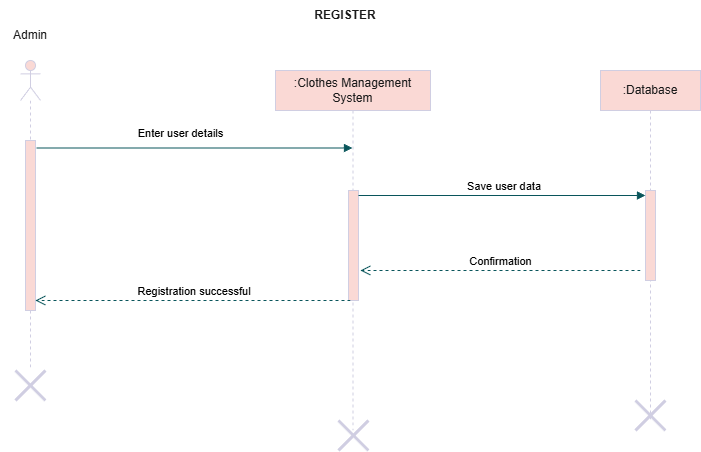 REGISTER
Admin
:Clothes Management
System
:Database
Enter user details
Save user data
Confirmation
Registration successful